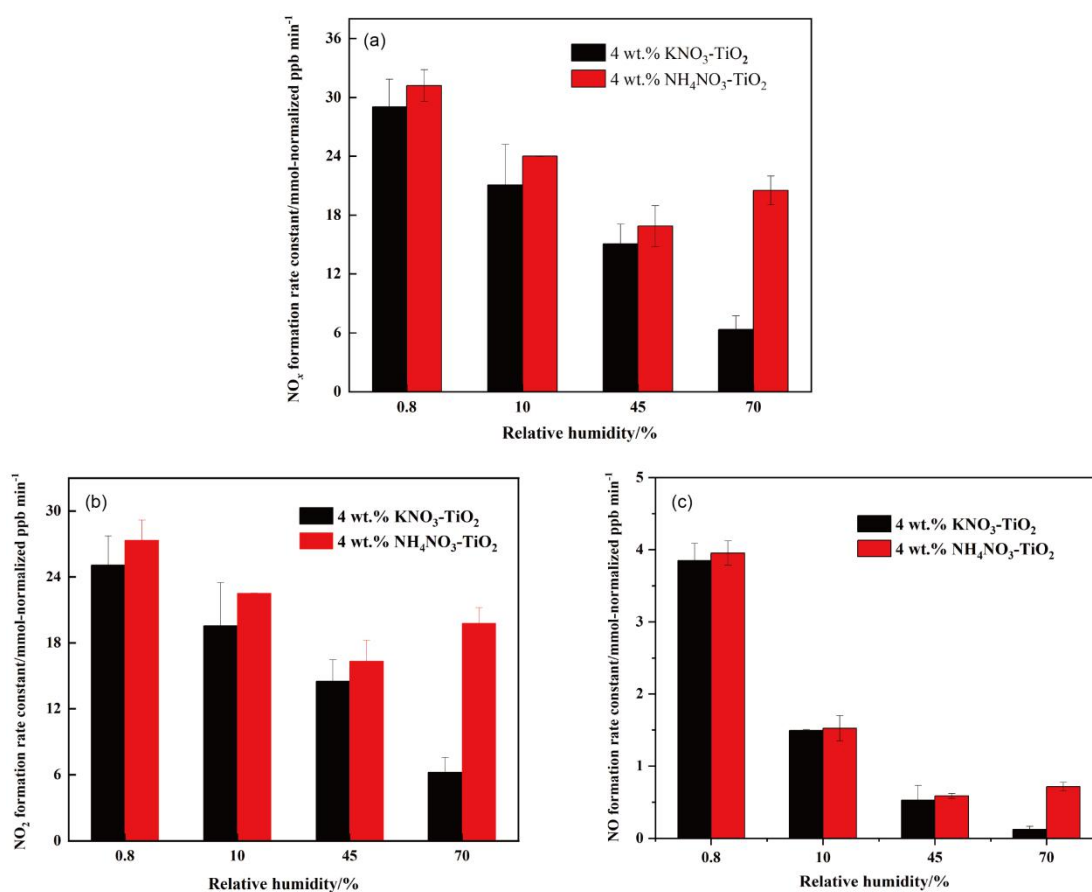 (a)
4 wt.% KNO₃-TiO₂
4 wt.% NH₄NO₃-TiO₂
NOₓ formation rate constant/mmol-normalized ppb min⁻¹
36
30
24
18
12
6
0
0.8 10 45 70
Relative humidity/%
(b)
4 wt.% KNO₃-TiO₂
4 wt.% NH₄NO₃-TiO₂
NO₂ formation rate constant/mmol-normalized ppb min⁻¹
30
24
18
12
6
0
0.8 10 45 70
Relative humidity/%
(c)
4 wt.% KNO₃-TiO₂
4 wt.% NH₄NO₃-TiO₂
NO formation rate constant/mmol-normalized ppb min⁻¹
5
4
3
2
1
0
0.8 10 45 70
Relative humidity/%